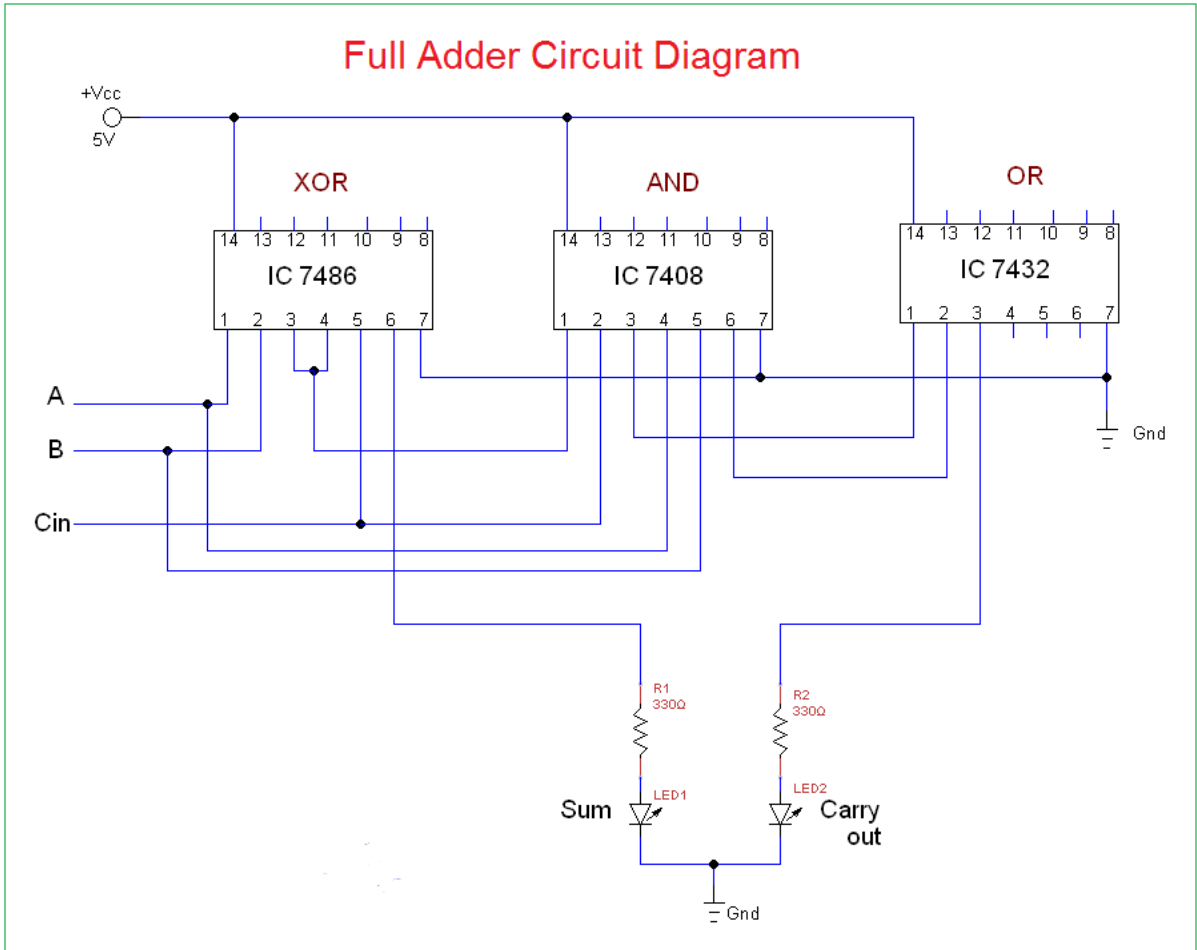 Full Adder Circuit Diagram
+Vcc
5V
XOR
AND
OR
14 13 12 11 10 9 8
IC 7486
1 2 3 4 5 6 7
14 13 12 11 10 9 8
IC 7408
1 2 3 4 5 6 7
14 13 12 11 10 9 8
IC 7432
1 2 3 4 5 6 7
A
B
Cin
Gnd
R1
330Ω
R2
330Ω
LED1
Sum
LED2
Carry
out
Gnd